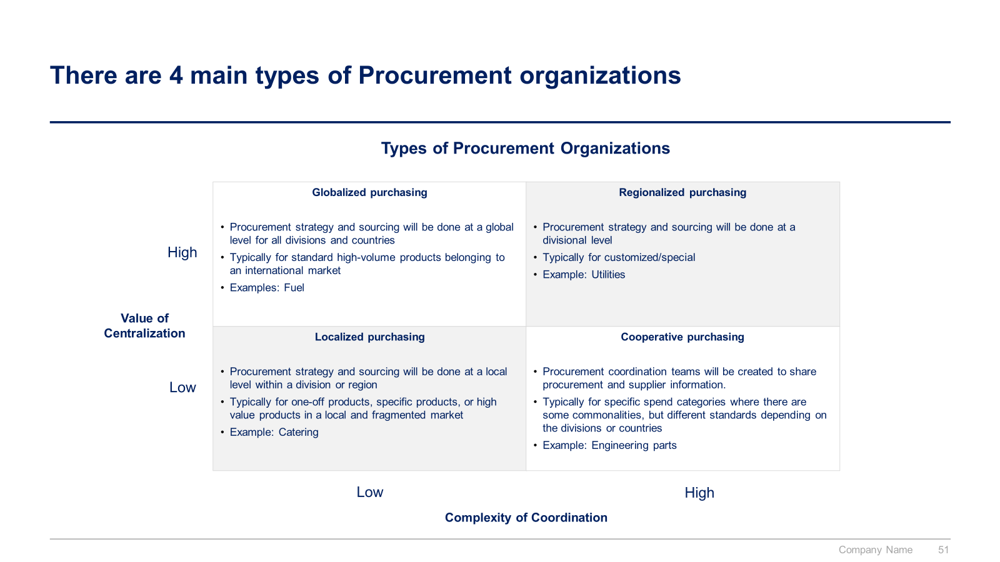 There are 4 main types of Procurement organizations
Types of Procurement Organizations
Globalized purchasing
• Procurement strategy and sourcing will be done at a global
level for all divisions and countries
• Typically for standard high-volume products belonging to
an international market
• Examples: Fuel
Regionalized purchasing
• Procurement strategy and sourcing will be done at a
divisional level
• Typically for customized/special
• Example: Utilities
High
Value of
Centralization
Low
Localized purchasing
• Procurement strategy and sourcing will be done at a local
level within a division or region
• Typically for one-off products, specific products, or high
value products in a local and fragmented market
• Example: Catering
Cooperative purchasing
• Procurement coordination teams will be created to share
procurement and supplier information.
• Typically for specific spend categories where there are
some commonalities, but different standards depending on
the divisions or countries
• Example: Engineering parts
Low
High
Complexity of Coordination
Company Name 51